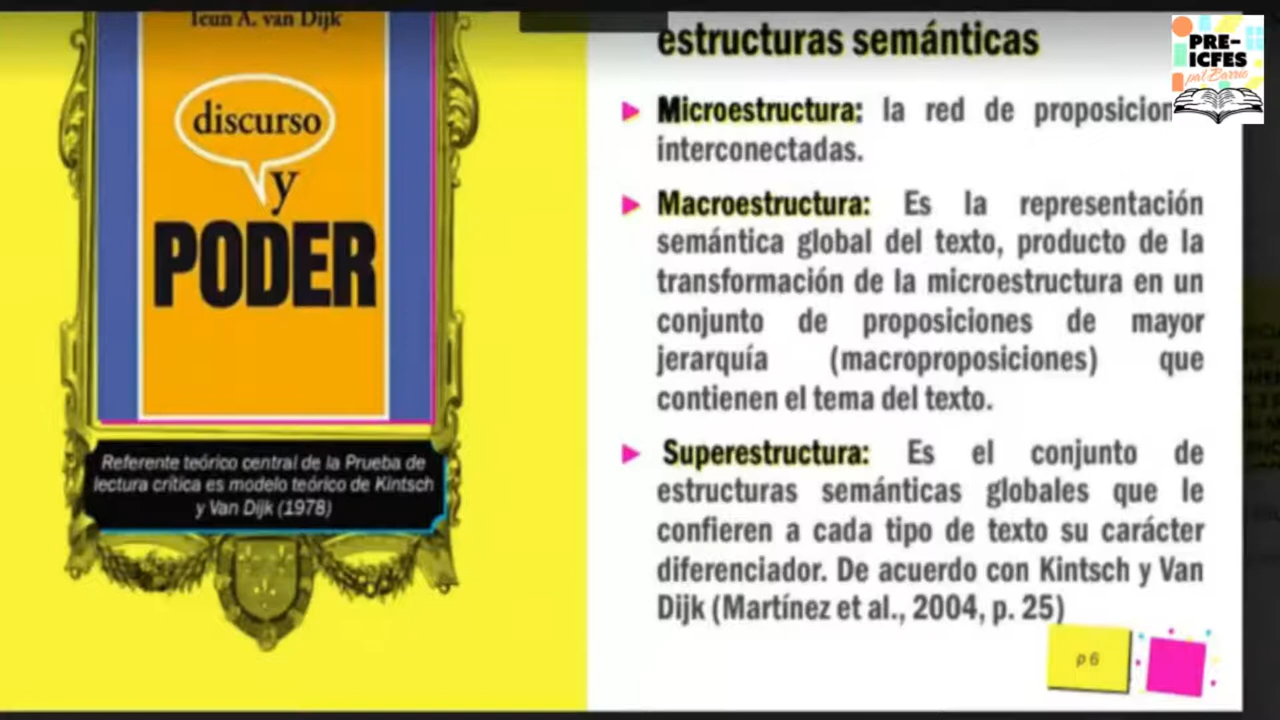 Teun A. van Dijk
discurso
y
PODER
Referente teórico central de la Prueba de
lectura crítica es modelo teórico de Kintsch
y Van Dijk (1978)
estructuras semánticas
Microestructura: la red de
interconectadas.
Macroestructura: Es la representación
semántica global del texto, producto de la
transformación de la microestructura en un
conjunto de proposiciones de mayor
jerarquía (macroproposiciones) que
contienen el tema del texto.
Superestructura: Es el conjunto de
estructuras semánticas globales que le
confieren a cada tipo de texto su carácter
diferenciador. De acuerdo con Kintsch y Van
Dijk (Martínez et al., 2004, p. 25)
p 6
PRE-
ICFES
pal Barrio